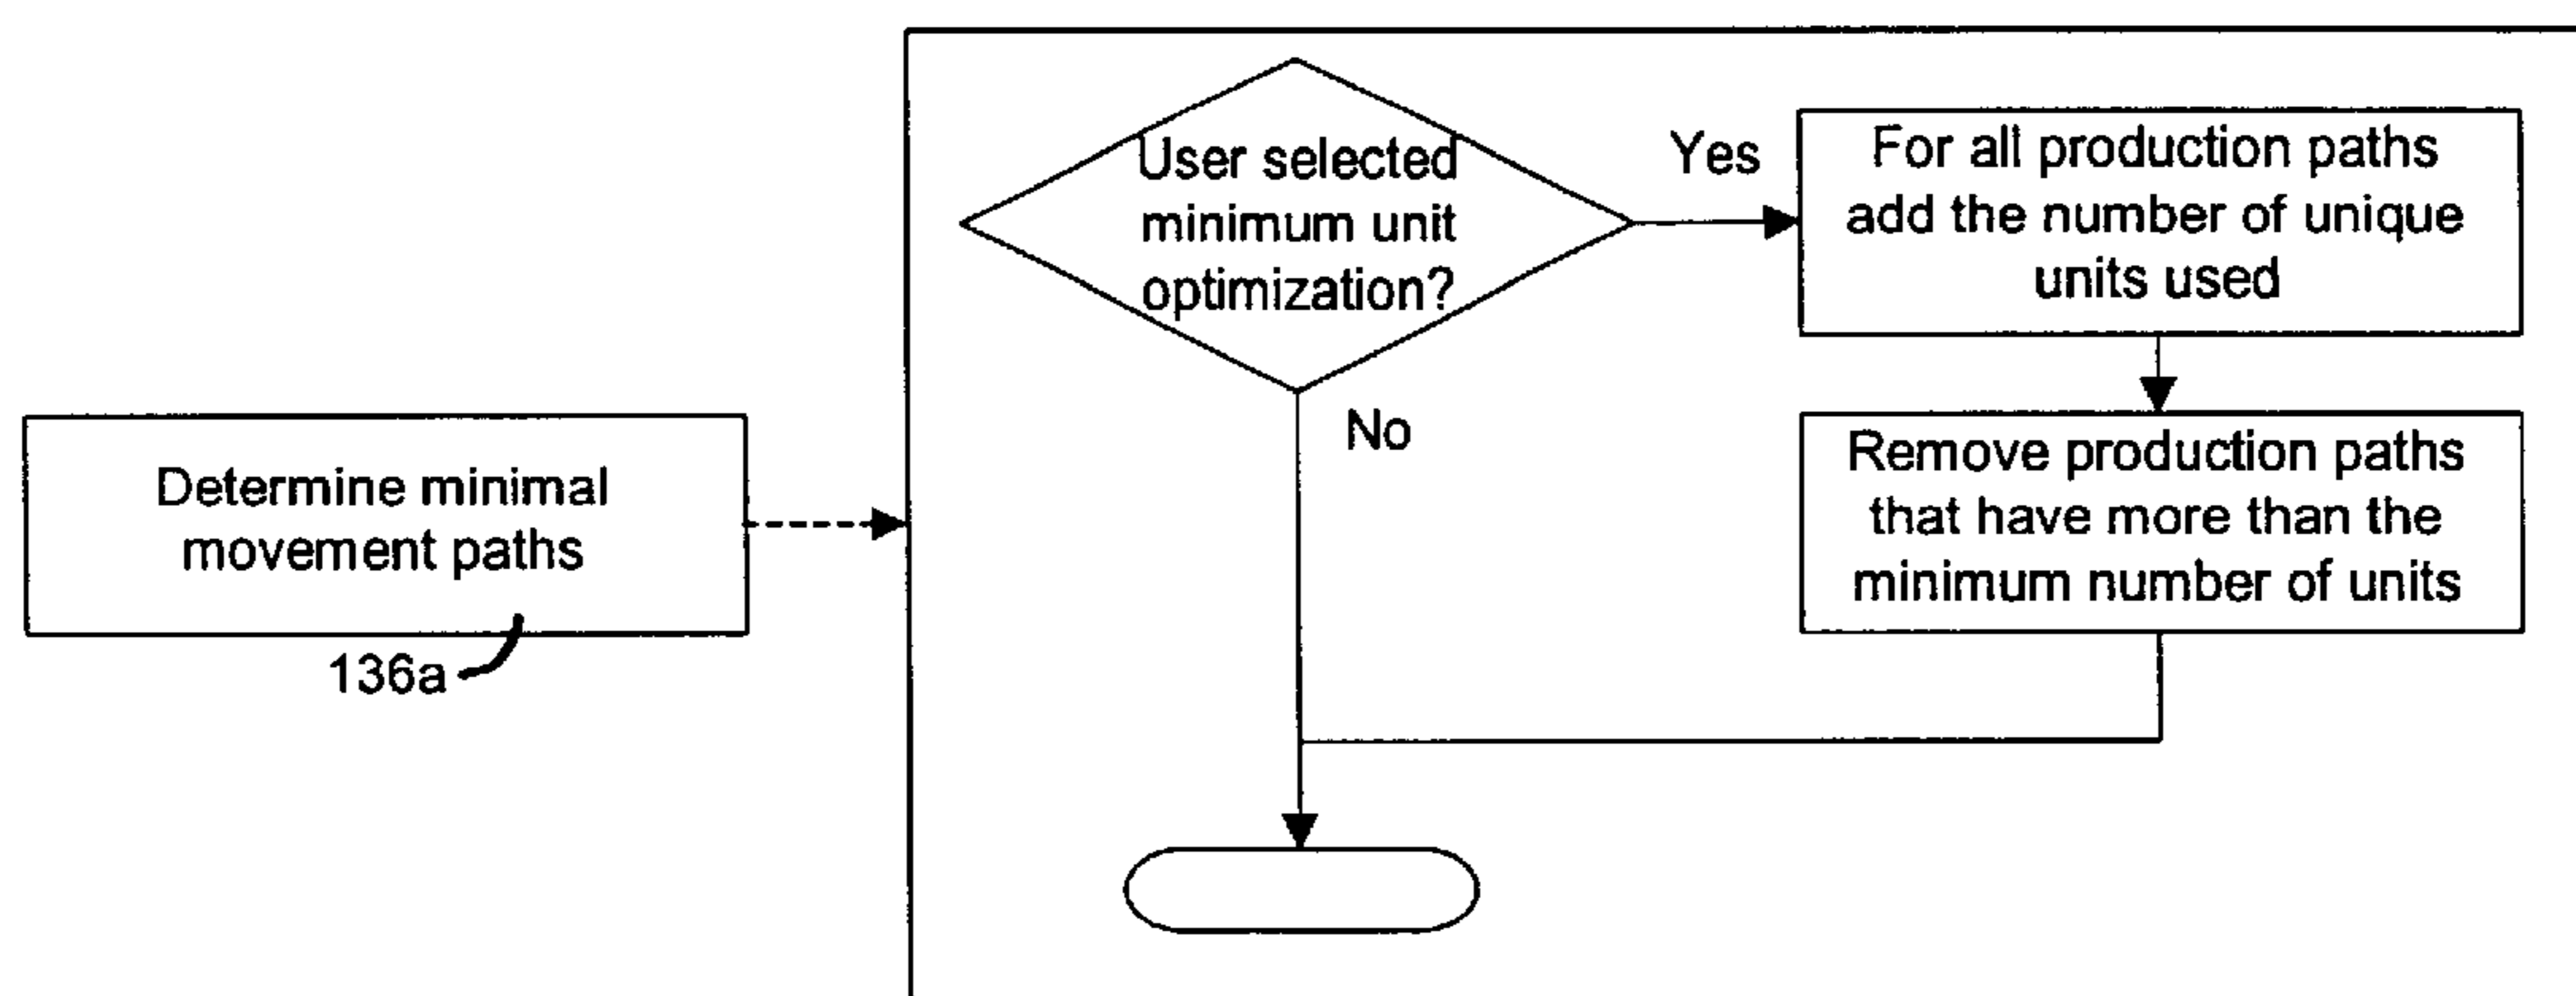 Determine minimal
movement paths
136a
User selected
minimum unit
optimization?
Yes
No
For all production paths
add the number of unique
units used
Remove production paths
that have more than the
minimum number of units